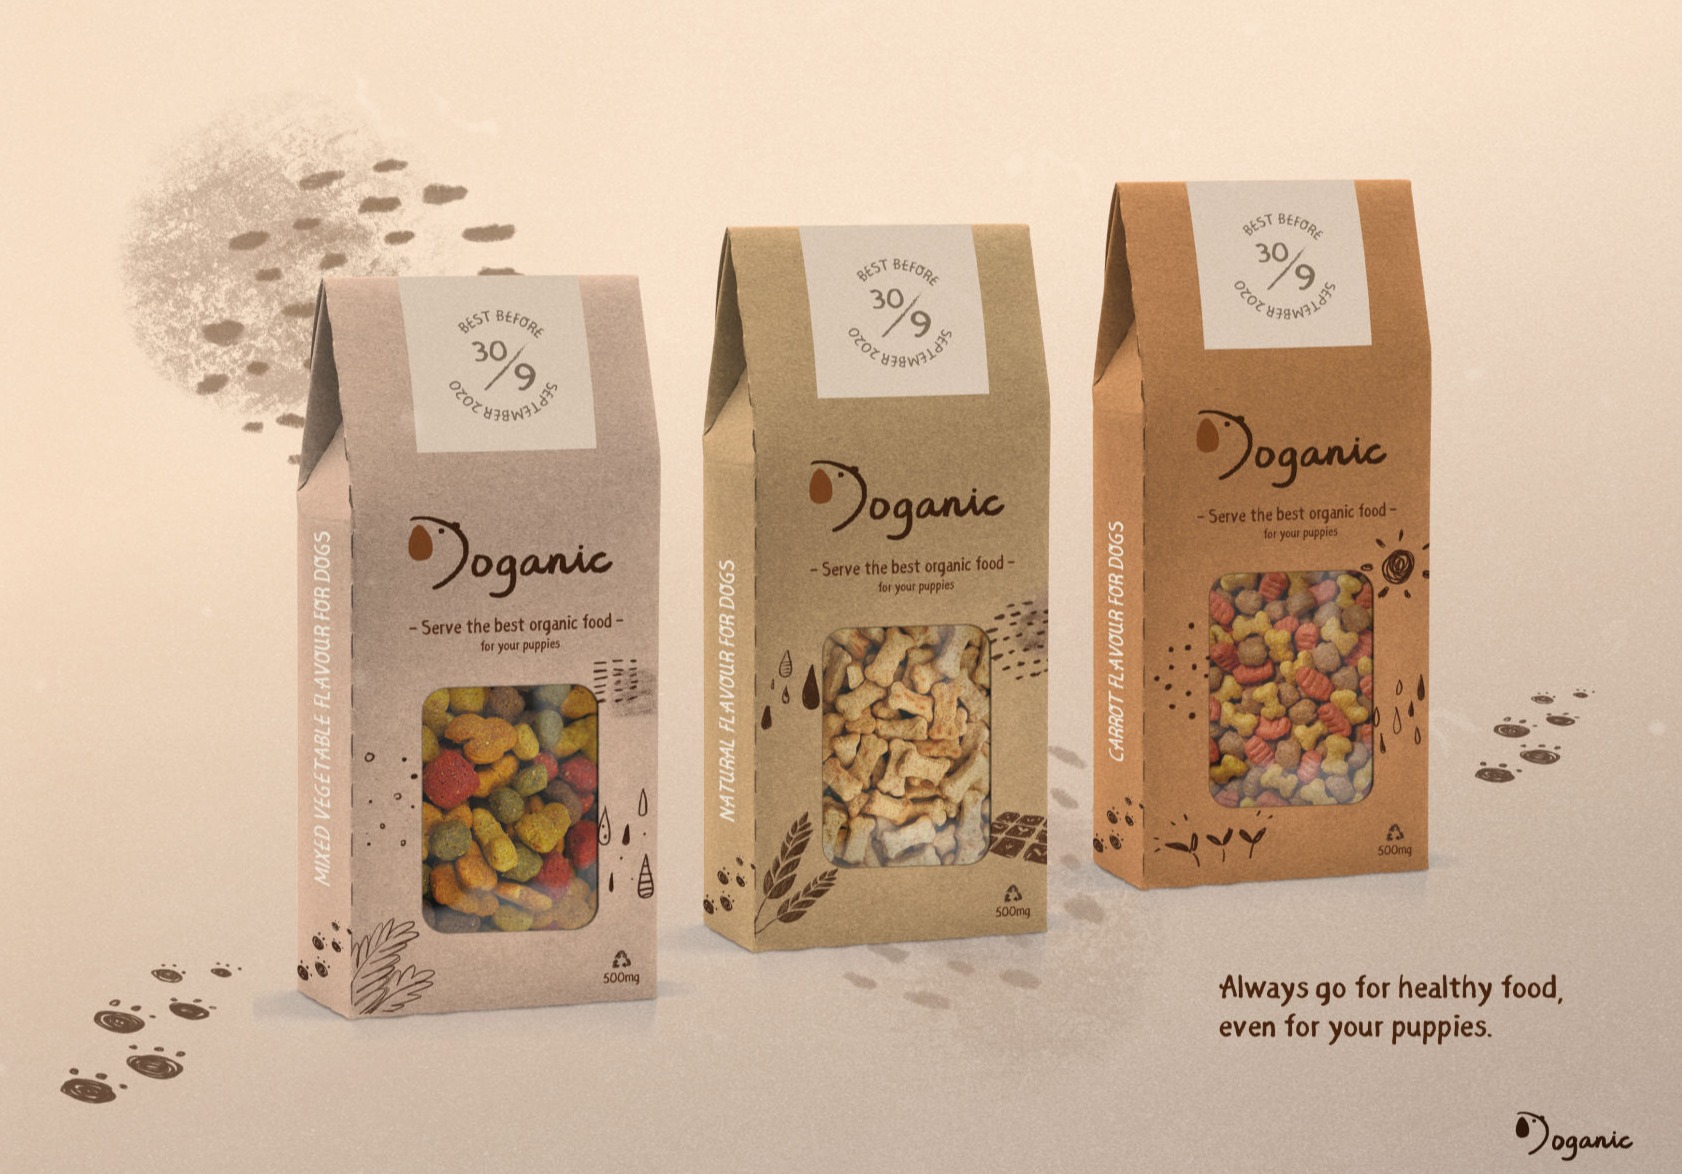 BEST BEFORE
30/9
SEPTEMBER 2020
Doganic
– Serve the best organic food –
for your puppies
MIXED VEGETABLE FLAVOUR FOR DOGS
500mg
BEST BEFORE
30/9
SEPTEMBER 2020
Doganic
– Serve the best organic food –
for your puppies
NATURAL FLAVOUR FOR DOGS
500mg
BEST BEFORE
30/9
SEPTEMBER 2020
Doganic
– Serve the best organic food –
for your puppies
CARROT FLAVOUR FOR DOGS
500mg
Always go for healthy food,
even for your puppies.
Doganic